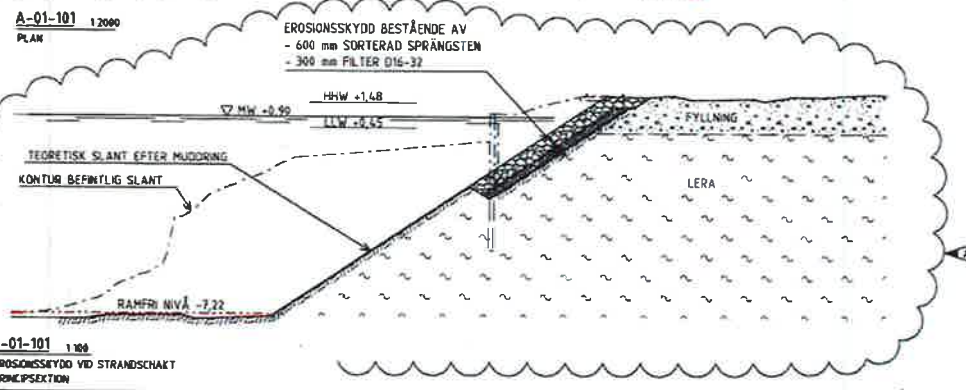 A-01-101 1:2000
PLAN
EROSIONSSKYDD BESTÅENDE AV
- 600 mm SORTERAD SPRÄNGSTEN
- 300 mm FILTER D16-32
HHW +1,48
MW +0,90
LLW +0,45
FYLLNING
TEORETISK SLÄNT EFTER MUDDRING
KONTUR BEFINTLIG SLÄNT
LERA
RAMFRI NIVÅ -7,22
-01-101 1:100
ROSIONSSKYDD VID STRANDSCHAKT
RINCIPSEKTION